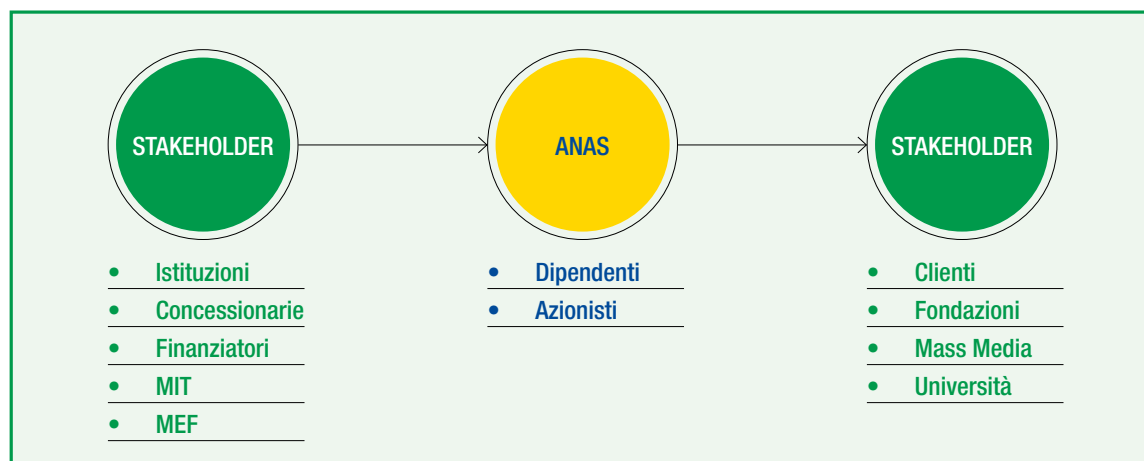 STAKEHOLDER
• Istituzioni
• Concessionarie
• Finanziatori
• MIT
• MEF
ANAS
• Dipendenti
• Azionisti
STAKEHOLDER
• Clienti
• Fondazioni
• Mass Media
• Università